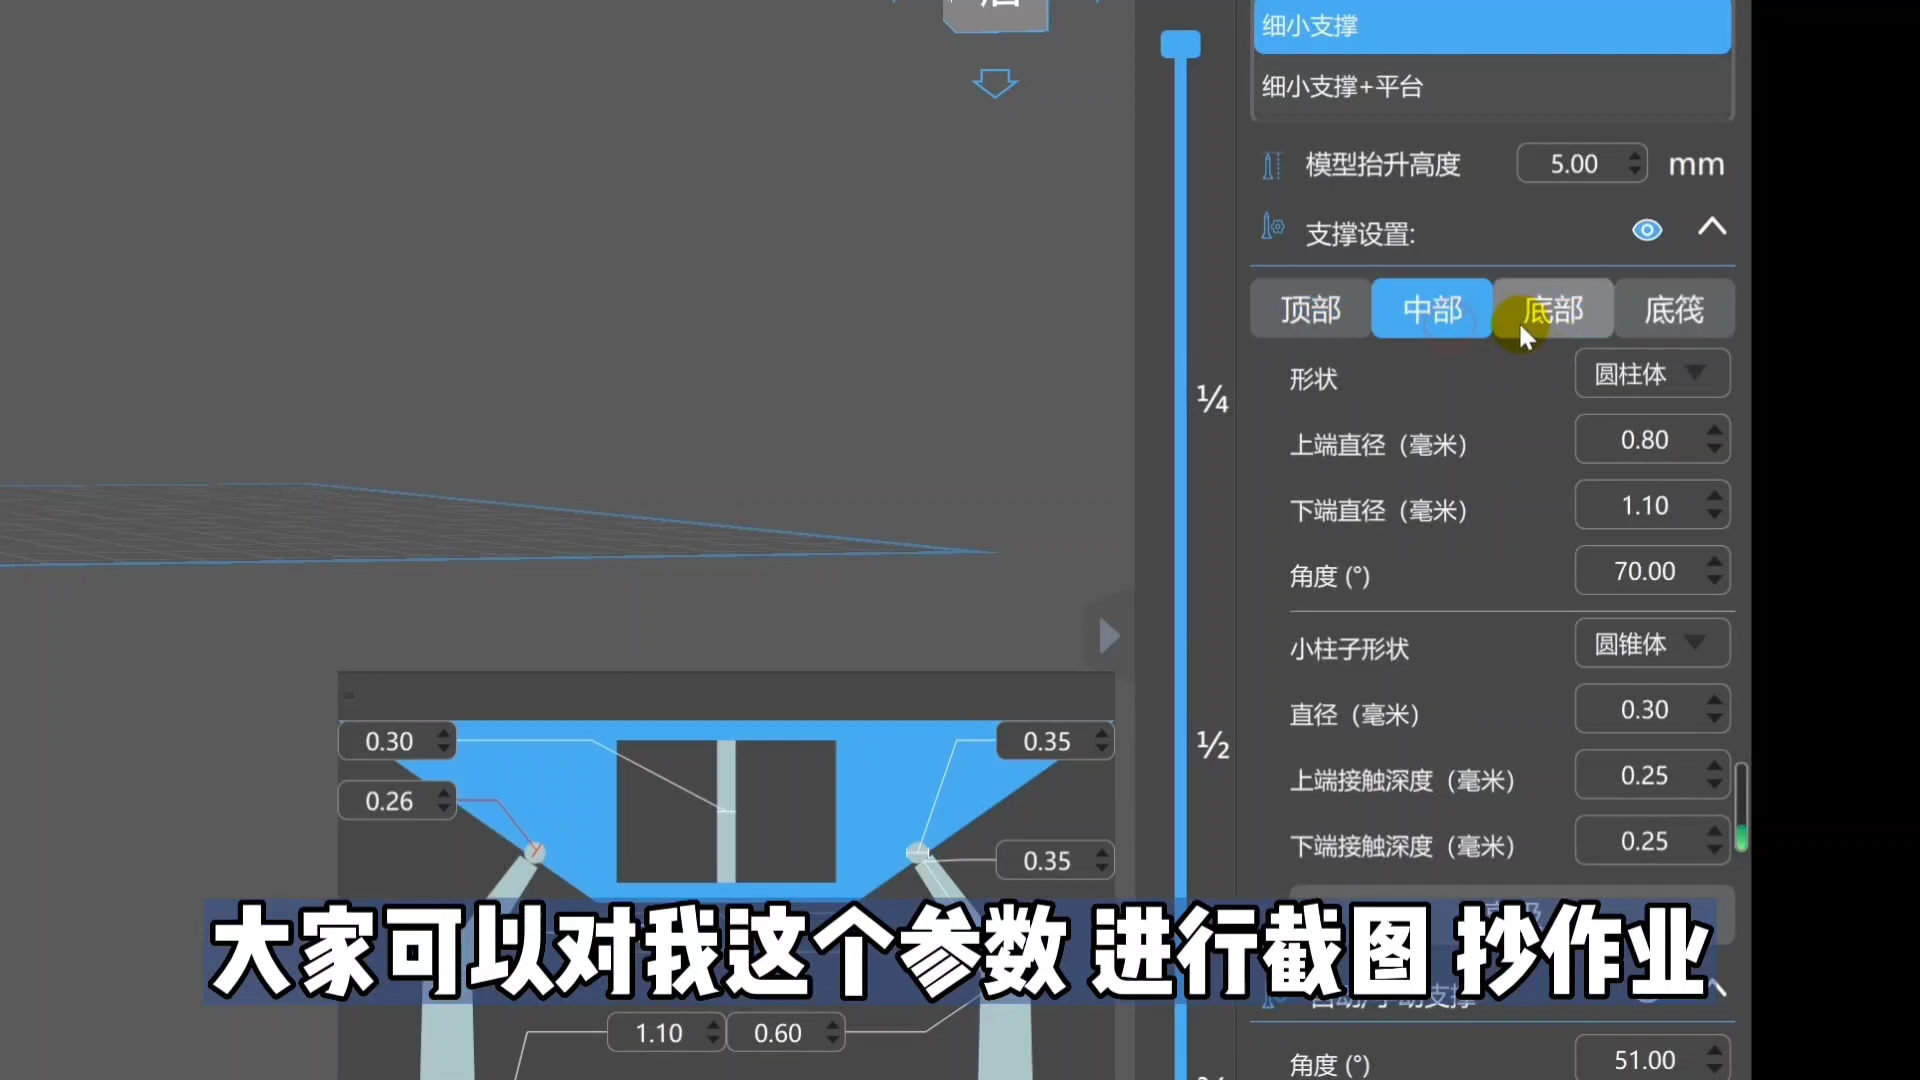 细小支撑
细小支撑+平台
模型抬升高度 5.00 mm
支撑设置:
顶部 中部 底部 底筏
形状 圆柱体
¼
上端直径（毫米） 0.80
下端直径（毫米） 1.10
角度 (°) 70.00
小柱子形状 圆锥体
直径（毫米） 0.30
0.30 0.35
½
上端接触深度（毫米） 0.25
0.26
下端接触深度（毫米） 0.25
0.35
大家可以对我这个参数 进行截图 抄作业
1.10 0.60
角度 (°) 51.00